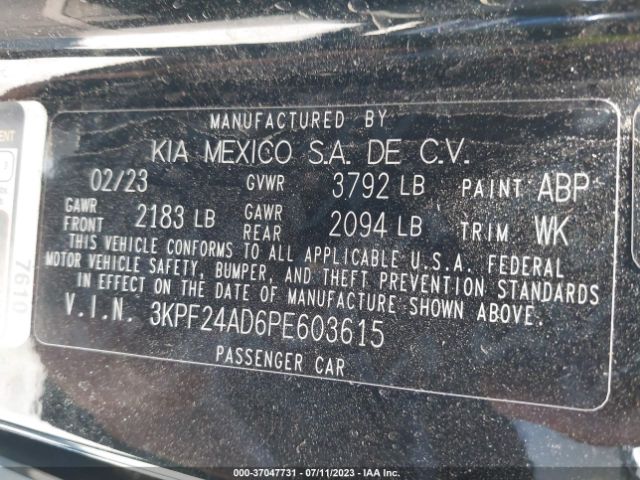 MANUFACTURED BY
KIA MEXICO S.A. DE C.V.
02/23 GVWR 3792 LB PAINT ABP
GAWR FRONT 2183 LB GAWR REAR 2094 LB TRIM WK
THIS VEHICLE CONFORMS TO ALL APPLICABLE U.S.A. FEDERAL
MOTOR VEHICLE SAFETY, BUMPER, AND THEFT PREVENTION STANDARDS
IN EFFECT ON THE DATE OF MANUFACTURE SHOWN ABOVE.
V.I.N. 3KPF24AD6PE603615
PASSENGER CAR
7610
000-37047731 - 07/11/2023 - IAA Inc.